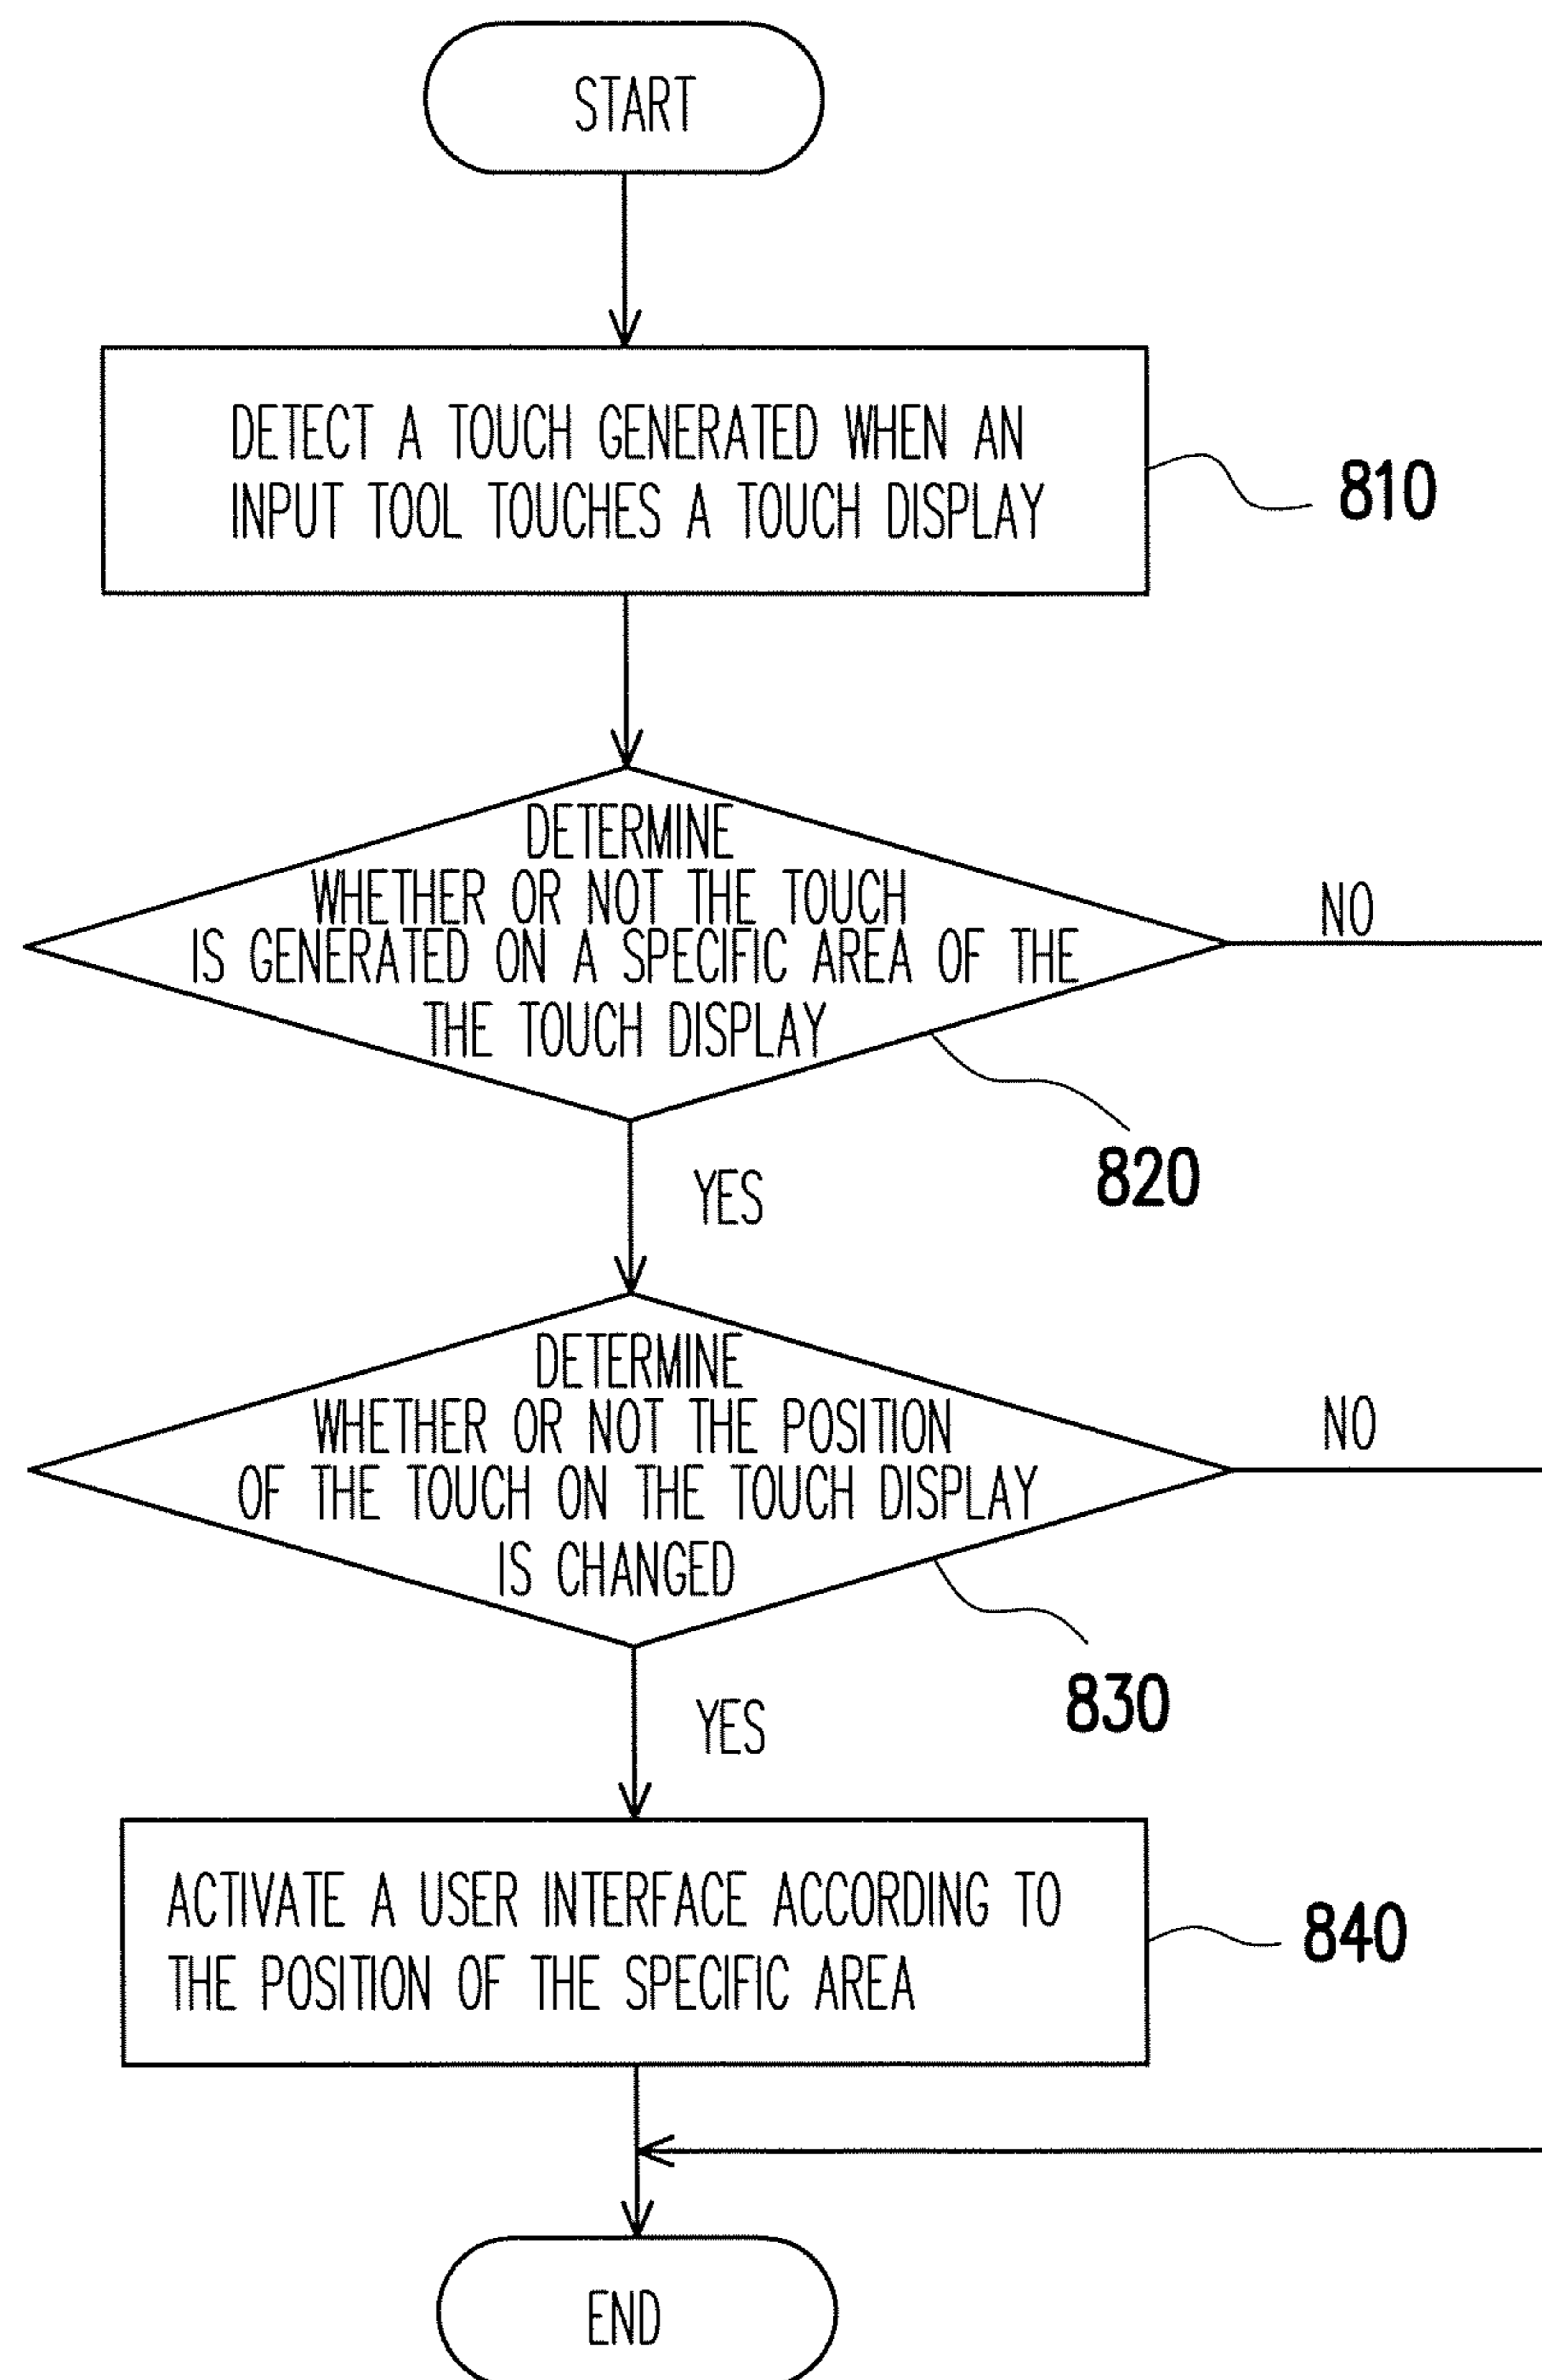 START
DETECT A TOUCH GENERATED WHEN AN
INPUT TOOL TOUCHES A TOUCH DISPLAY
810
DETERMINE
WHETHER OR NOT THE TOUCH
IS GENERATED ON A SPECIFIC AREA OF THE
THE TOUCH DISPLAY
NO
820
YES
DETERMINE
WHETHER OR NOT THE POSITION
OF THE TOUCH ON THE TOUCH DISPLAY
IS CHANGED
NO
830
YES
ACTIVATE A USER INTERFACE ACCORDING TO
THE POSITION OF THE SPECIFIC AREA
840
END